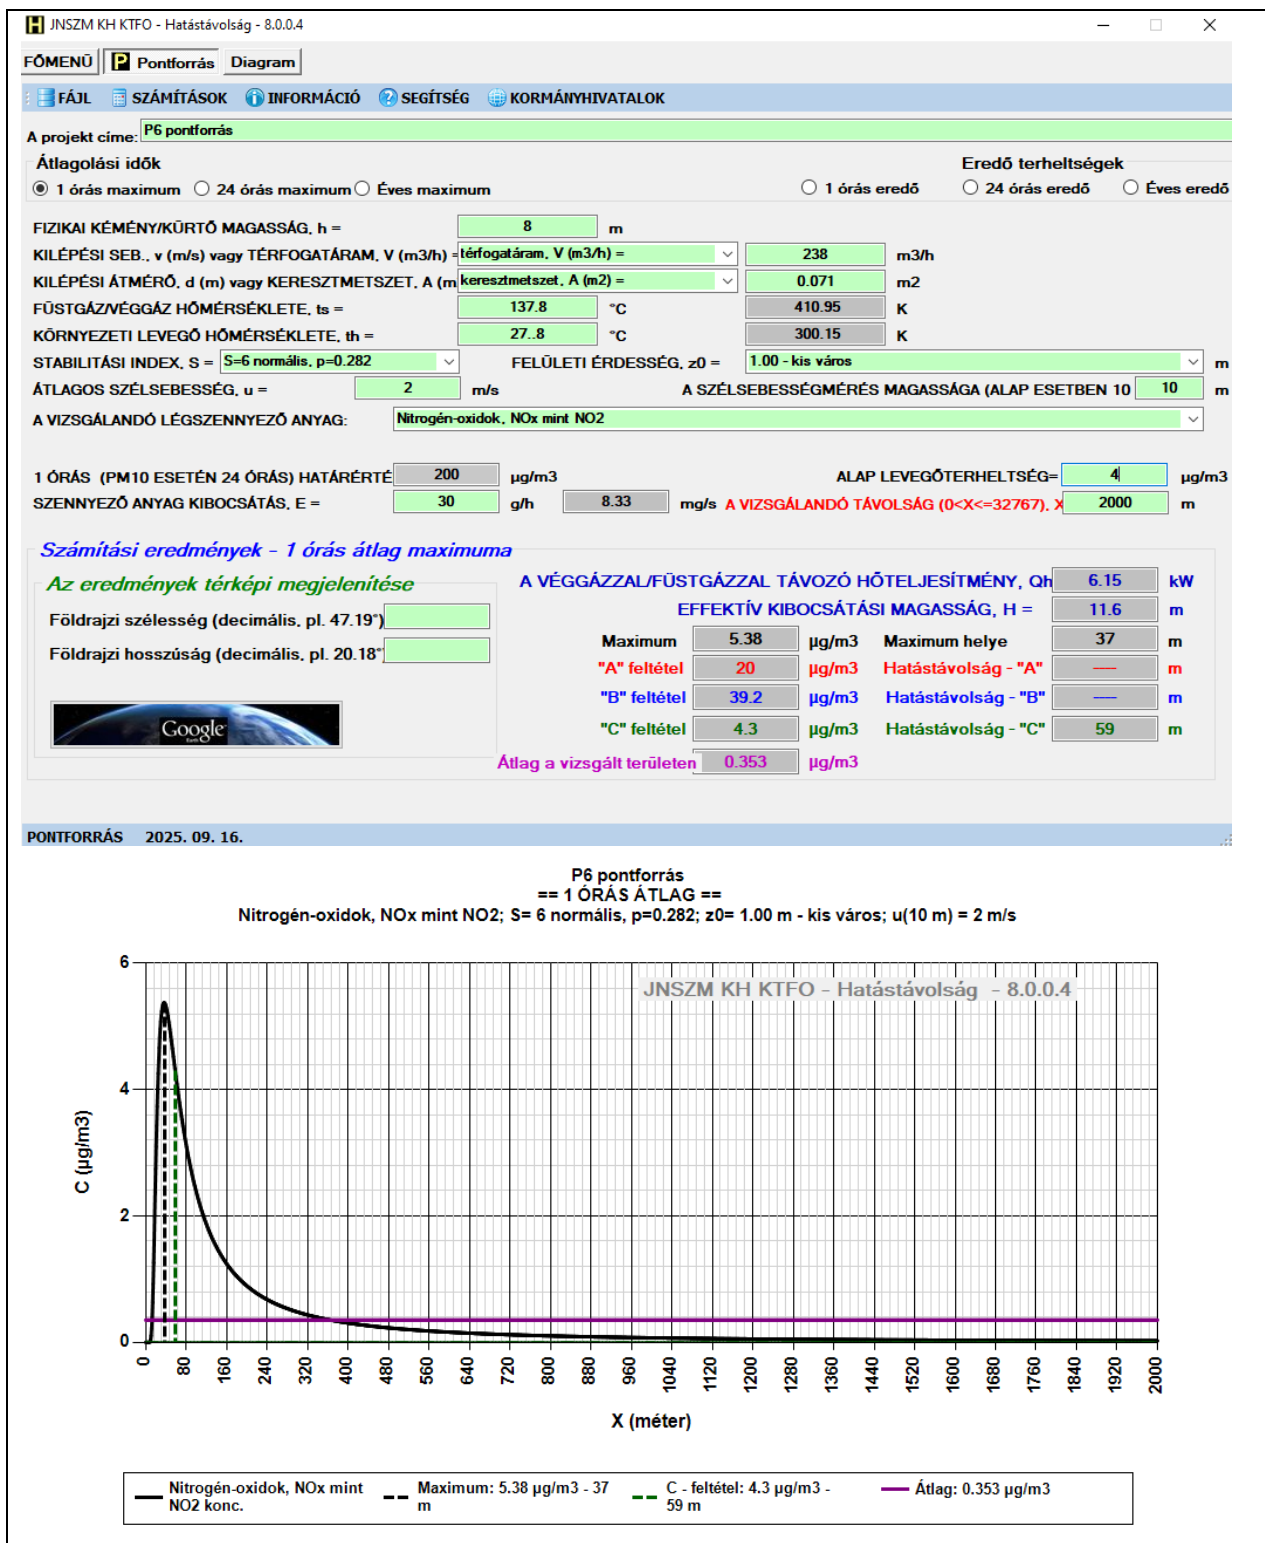 JNSZM KH KTFO - Hatástávolság - 8.0.0.4
FŐMENÜ P Pontforrás Diagram
FÁJL SZÁMÍTÁSOK INFORMÁCIÓ SEGÍTSÉG KORMÁNYHIVATALOK
A projekt címe: P6 pontforrás
Átlagolási idők Eredő terheltségek
1 órás maximum 24 órás maximum Éves maximum 1 órás eredő 24 órás eredő Éves eredő
FIZIKAI KÉMÉNY/KÜRTŐ MAGASSÁG, h = 8 m
KILÉPÉSI SEB., v (m/s) vagy TÉRFOGATÁRAM, V (m3/h) = térfogatáram, V (m3/h) = 238 m3/h
KILÉPÉSI ÁTMÉRŐ, d (m) vagy KERESZTMETSZET, A (m keresztmetszet, A (m2) = 0.071 m2
FÜSTGÁZ/VÉGGÁZ HŐMÉRSÉKLETE, ts = 137.8 °C 410.95 K
KÖRNYEZETI LEVEGŐ HŐMÉRSÉKLETE, th = 27..8 °C 300.15 K
STABILITÁSI INDEX, S = S=6 normális, p=0.282 FELÜLETI ÉRDESSÉG, z0 = 1.00 - kis város m
ÁTLAGOS SZÉLSEBESSÉG, u = 2 m/s A SZÉLSEBESSÉGMÉRÉS MAGASSÁGA (ALAP ESETBEN 10 10 m
A VIZSGÁLANDÓ LÉGSZENNYEZŐ ANYAG: Nitrogén-oxidok, NOx mint NO2
1 ÓRÁS (PM10 ESETÉN 24 ÓRÁS) HATÁRÉRTÉ 200 µg/m3 ALAP LEVEGŐTERHELTSÉG= 4 µg/m3
SZENNYEZŐ ANYAG KIBOCSÁTÁS, E = 30 g/h 8.33 mg/s A VIZSGÁLANDÓ TÁVOLSÁG (0<X<=32767), X 2000 m
Számítási eredmények - 1 órás átlag maximuma
Az eredmények térképi megjelenítése A VÉGGÁZZAL/FÜSTGÁZZAL TÁVOZÓ HŐTELJESÍTMÉNY, Qh 6.15 kW
Földrajzi szélesség (decimális, pl. 47.19°) EFFEKTÍV KIBOCSÁTÁSI MAGASSÁG, H = 11.6 m
Földrajzi hosszúság (decimális, pl. 20.18° Maximum 5.38 µg/m3 Maximum helye 37 m
"A" feltétel 20 µg/m3 Hatástávolság - "A" ---- m
"B" feltétel 39.2 µg/m3 Hatástávolság - "B" ---- m
Google "C" feltétel 4.3 µg/m3 Hatástávolság - "C" 59 m
Átlag a vizsgált területen 0.353 µg/m3
PONTFORRÁS 2025. 09. 16.
P6 pontforrás
== 1 ÓRÁS ÁTLAG ==
Nitrogén-oxidok, NOx mint NO2; S= 6 normális, p=0.282; z0= 1.00 m - kis város; u(10 m) = 2 m/s
JNSZM KH KTFO - Hatástávolság - 8.0.0.4
6
4
2
0
C (µg/m3)
0 80 160 240 320 400 480 560 640 720 800 880 960 1040 1120 1200 1280 1360 1440 1520 1600 1680 1760 1840 1920 2000
X (méter)
Nitrogén-oxidok, NOx mint Maximum: 5.38 µg/m3 - 37 C - feltétel: 4.3 µg/m3 - Átlag: 0.353 µg/m3
NO2 konc. m 59 m